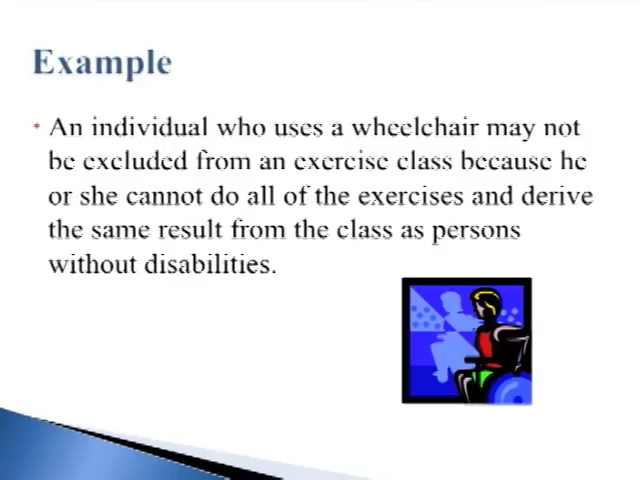 Example
An individual who uses a wheelchair may not
be excluded from an exercise class because he
or she cannot do all of the exercises and derive
the same result from the class as persons
without disabilities.